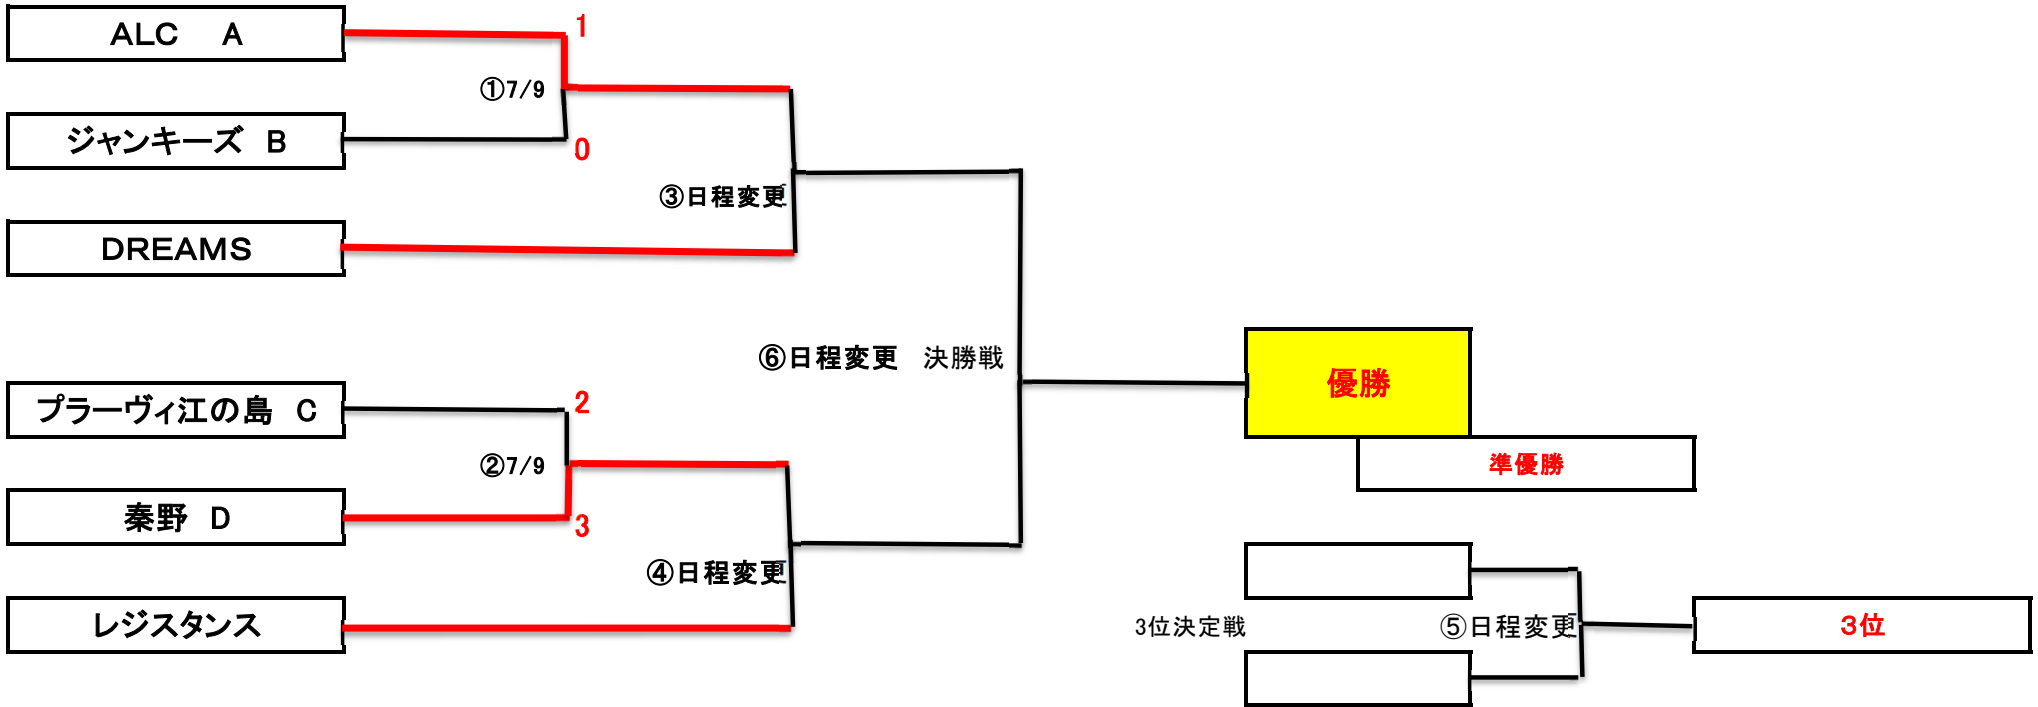 ALC A
1
①7/9
ジャンキーズ B
0
③日程変更
DREAMS
⑥日程変更 決勝戦
優勝
準優勝
プラーヴィ江の島 C
2
②7/9
秦野 D
3
④日程変更
レジスタンス
3位決定戦
⑤日程変更
3位